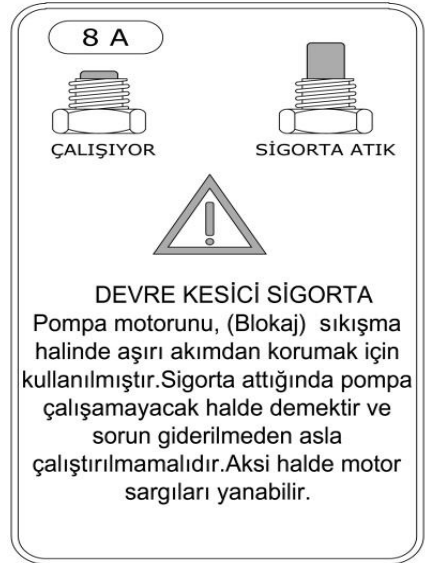 8 A
ÇALIŞIYOR
SİGORTA ATIK
DEVRE KESİCİ SİGORTA
Pompa motorunu, (Blokaj) sıkışma
halinde aşırı akımdan korumak için
kullanılmıştır.Sigorta attığında pompa
çalışamayacak halde demektir ve
sorun giderilmeden asla
çalıştırılmamalıdır.Aksi halde motor
sargıları yanabilir.